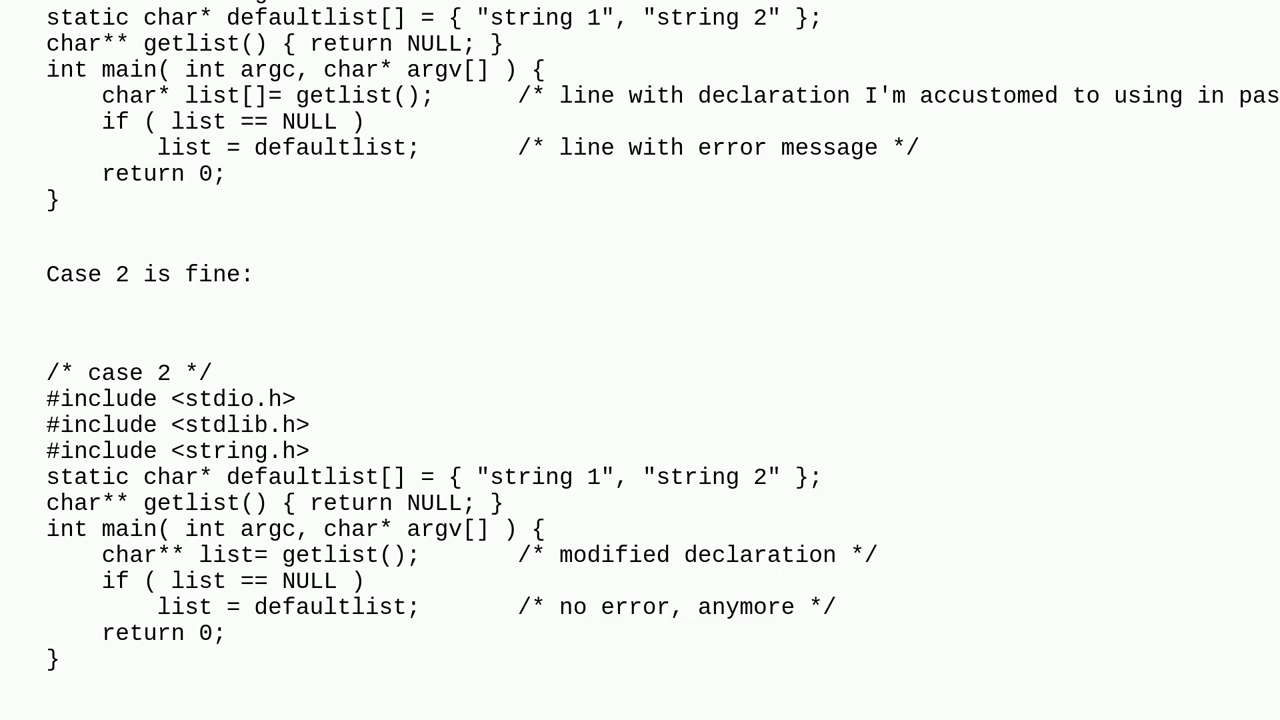 static char* defaultlist[] = { "string 1", "string 2" };
char** getlist() { return NULL; }
int main( int argc, char* argv[] ) {
    char* list[]= getlist();      /* line with declaration I'm accustomed to using in pas
    if ( list == NULL )
        list = defaultlist;       /* line with error message */
    return 0;
}
Case 2 is fine:
/* case 2 */
#include <stdio.h>
#include <stdlib.h>
#include <string.h>
static char* defaultlist[] = { "string 1", "string 2" };
char** getlist() { return NULL; }
int main( int argc, char* argv[] ) {
    char** list= getlist();       /* modified declaration */
    if ( list == NULL )
        list = defaultlist;       /* no error, anymore */
    return 0;
}